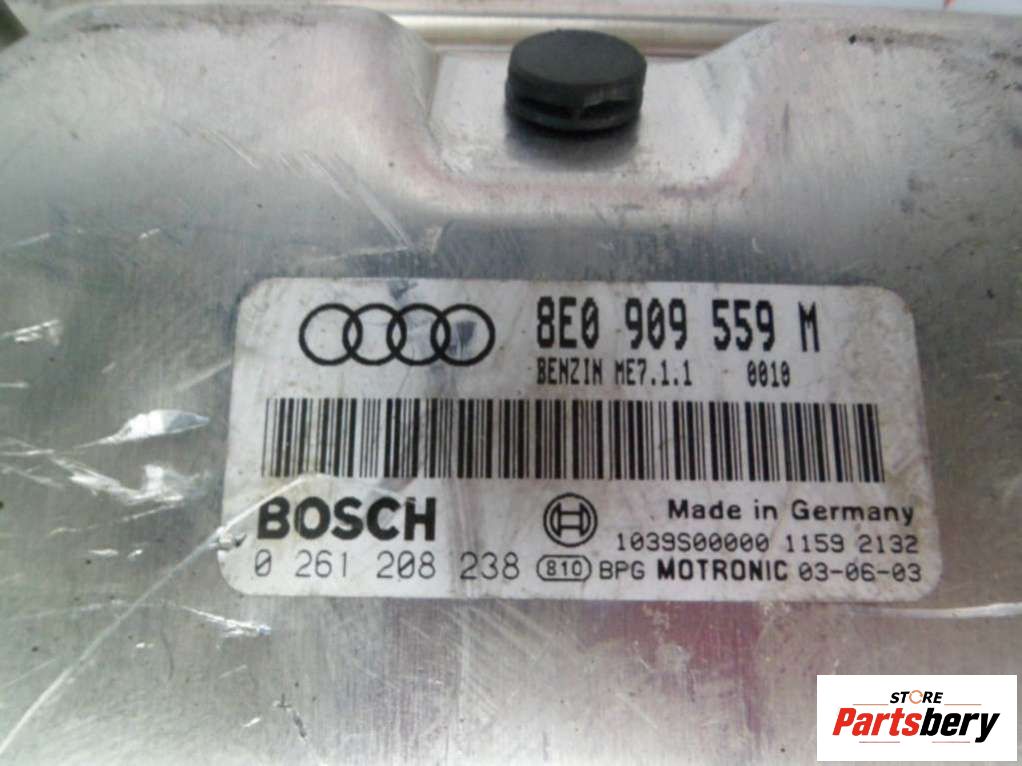 8E0 909 559 M
BENZIN ME7.1.1 0010
BOSCH
Made in Germany
1039S00000 1159 2132
0 261 208 238 810 BPG MOTRONIC 03-06-03
STORE
Partsbery